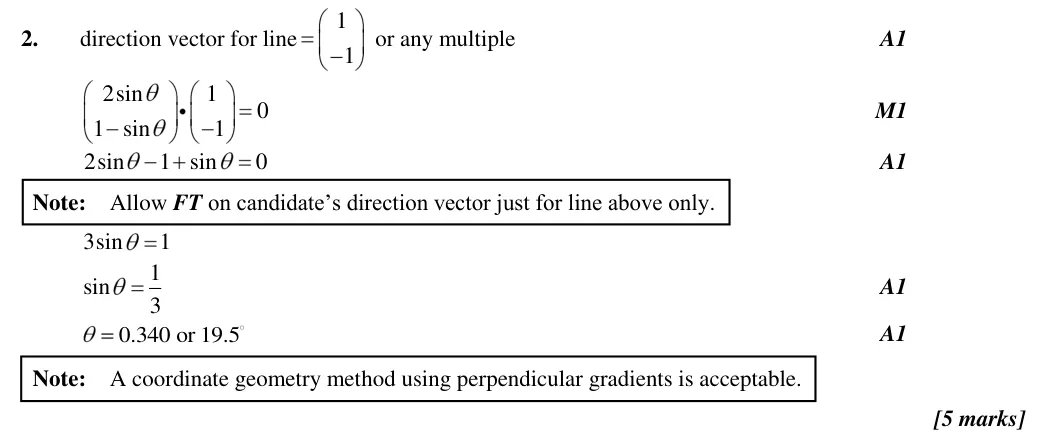 2. direction vector for line = (1 −1) or any multiple A1
(2sinθ 1−sinθ)•(1 −1)=0 M1
2sinθ−1+sinθ=0 A1
Note: Allow FT on candidate’s direction vector just for line above only.
3sinθ=1
sinθ=1/3 A1
θ=0.340 or 19.5° A1
Note: A coordinate geometry method using perpendicular gradients is acceptable.
[5 marks]